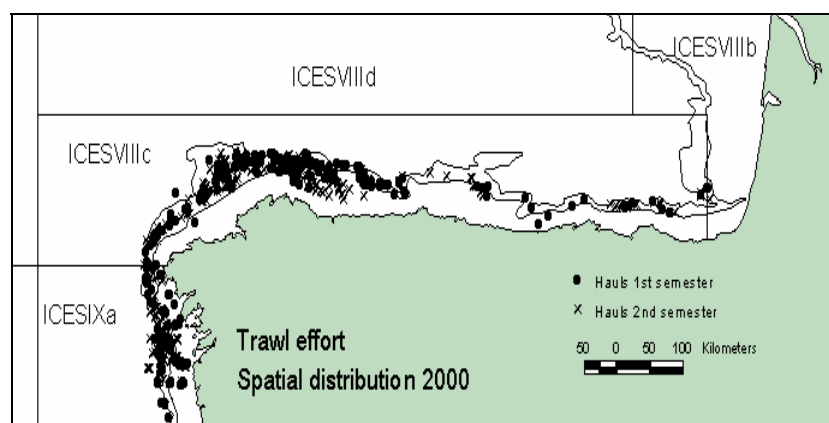 ICESVIIIb
ICESVIIId
ICESVIIIc
ICESIXa
Hauls 1st semester
Hauls 2nd semester
Trawl effort
Spatial distribution 2000
50 0 50 100 Kilometers